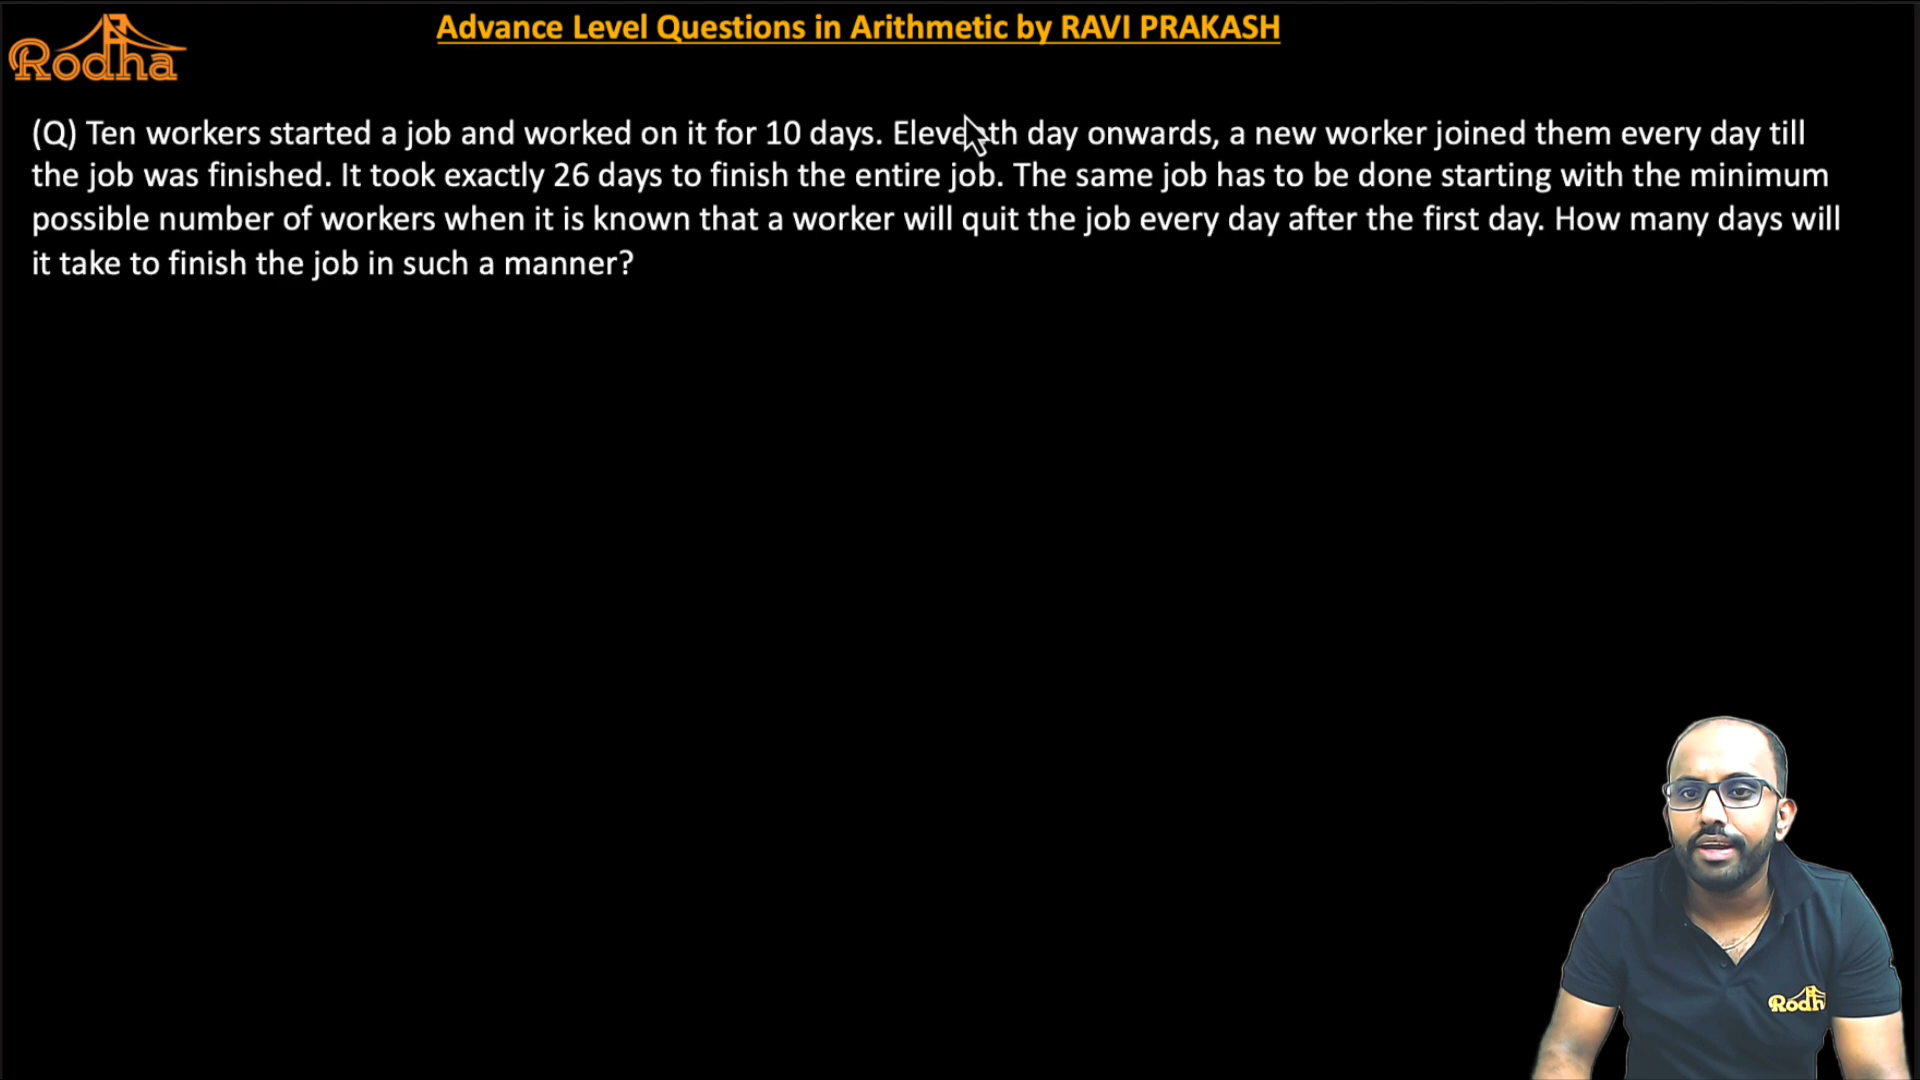 Advance Level Questions in Arithmetic by RAVI PRAKASH
Rodha
(Q) Ten workers started a job and worked on it for 10 days. Eleventh day onwards, a new worker joined them every day till
the job was finished. It took exactly 26 days to finish the entire job. The same job has to be done starting with the minimum
possible number of workers when it is known that a worker will quit the job every day after the first day. How many days will
it take to finish the job in such a manner?
Rodh